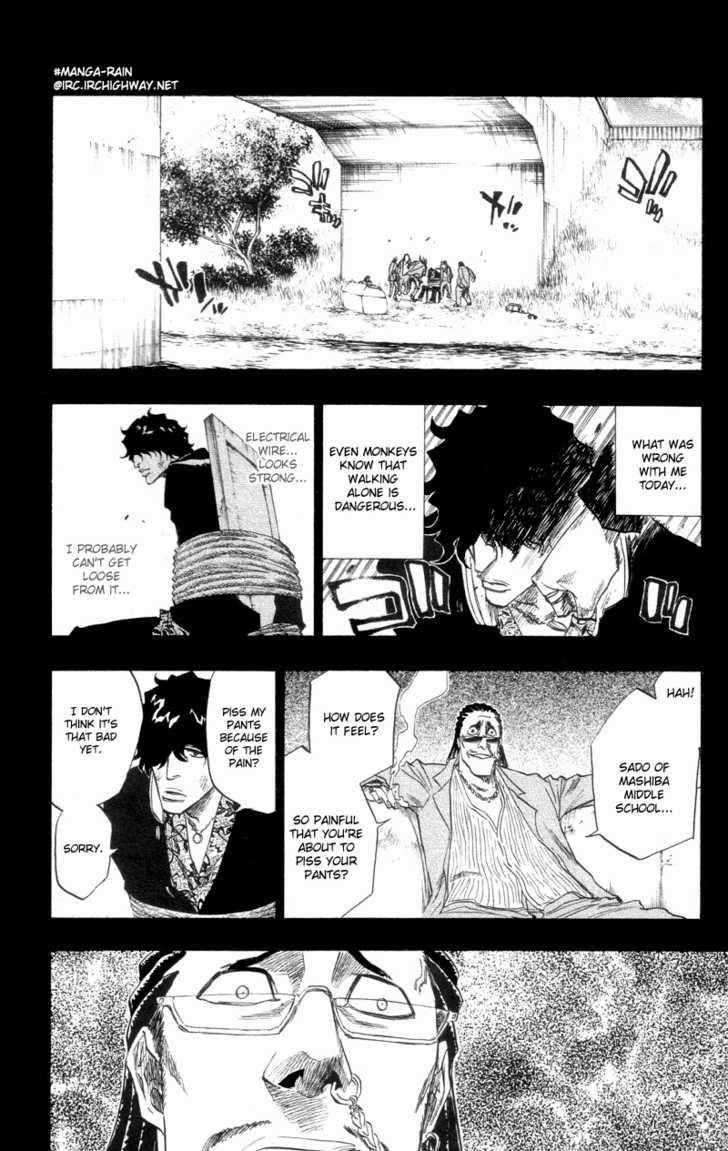 #MANGA-RAIN
@IRC.IRCHIGHWAY.NET
WHAT WAS
WRONG
WITH ME
TODAY...
EVEN MONKEYS
KNOW THAT
WALKING
ALONE IS
DANGEROUS...
ELECTRICAL
WIRE...
LOOKS
STRONG...
I PROBABLY
CAN'T GET
LOOSE
FROM IT...
HAH!
SADO OF
MASHIBA
MIDDLE
SCHOOL...
HOW DOES
IT FEEL?
SO PAINFUL
THAT YOU'RE
ABOUT TO
PISS YOUR
PANTS?
PISS MY
PANTS
BECAUSE
OF THE
PAIN?
I DON'T
THINK IT'S
THAT BAD
YET.
SORRY.